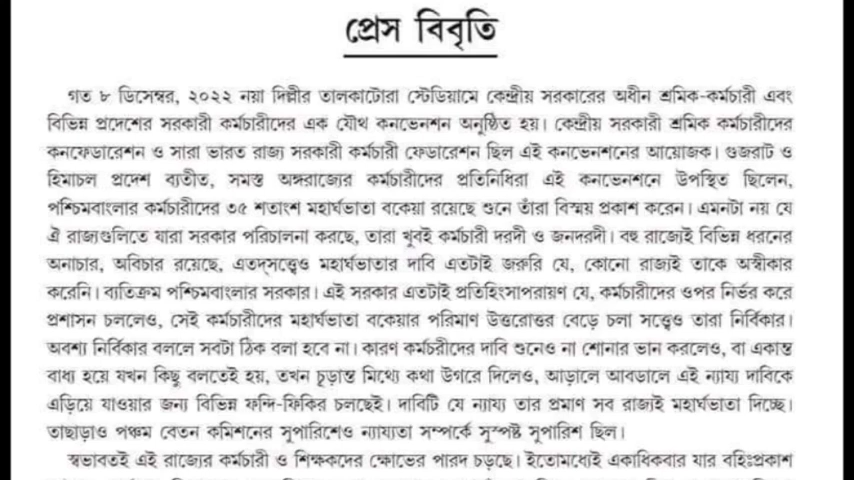 প্রেস বিবৃতি
গত ৮ ডিসেম্বর, ২০২২ নয়া দিল্লীর তালকাটোরা স্টেডিয়ামে কেন্দ্রীয় সরকারের অধীন শ্রমিক-কর্মচারী এবং
বিভিন্ন প্রদেশের সরকারী কর্মচারীদের এক যৌথ কনভেনশন অনুষ্ঠিত হয়। কেন্দ্রীয় সরকারী শ্রমিক কর্মচারীদের
কনফেডারেশন ও সারা ভারত রাজ্য সরকারী কর্মচারী ফেডারেশন ছিল এই কনভেনশনের আয়োজক। গুজরাট ও
হিমাচল প্রদেশ ব্যতীত, সমস্ত অঙ্গরাজ্যের কর্মচারীদের প্রতিনিধিরা এই কনভেনশনে উপস্থিত ছিলেন,
পশ্চিমবাংলার কর্মচারীদের ৩৫ শতাংশ মহার্ঘভাতা বকেয়া রয়েছে শুনে তাঁরা বিস্ময় প্রকাশ করেন। এমনটা নয় যে
ঐ রাজ্যগুলিতে যারা সরকার পরিচালনা করছে, তারা খুবই কর্মচারী দরদী ও জনদরদী। বহু রাজ্যেই বিভিন্ন ধরনের
অনাচার, অবিচার রয়েছে, এতদ্‌সত্ত্বেও মহার্ঘভাতার দাবি এতটাই জরুরি যে, কোনো রাজ্যই তাকে অস্বীকার
করেনি। ব্যতিক্রম পশ্চিমবাংলার সরকার। এই সরকার এতটাই প্রতিহিংসাপরায়ণ যে, কর্মচারীদের ওপর নির্ভর করে
প্রশাসন চললেও, সেই কর্মচারীদের মহার্ঘভাতা বকেয়ার পরিমাণ উত্তরোত্তর বেড়ে চলা সত্ত্বেও তারা নির্বিকার।
অবশ্য নির্বিকার বললে সবটা ঠিক বলা হবে না। কারণ কর্মচরীদের দাবি শুনেও না শোনার ভান করলেও, বা একান্ত
বাধ্য হয়ে যখন কিছু বলতেই হয়, তখন চূড়ান্ত মিথ্যে কথা উগরে দিলেও, আড়ালে আবডালে এই ন্যায্য দাবিকে
এড়িয়ে যাওয়ার জন্য বিভিন্ন ফন্দি-ফিকির চলছেই। দাবিটি যে ন্যায্য তার প্রমাণ সব রাজ্যই মহার্ঘভাতা দিচ্ছে।
তাছাড়াও পঞ্চম বেতন কমিশনের সুপারিশেও ন্যায্যতা সম্পর্কে সুস্পষ্ট সুপারিশ ছিল।
স্বভাবতই এই রাজ্যের কর্মচারী ও শিক্ষকদের ক্ষোভের পারদ চড়ছে। ইতোমধ্যেই একাধিকবার যার বহিঃপ্রকাশ